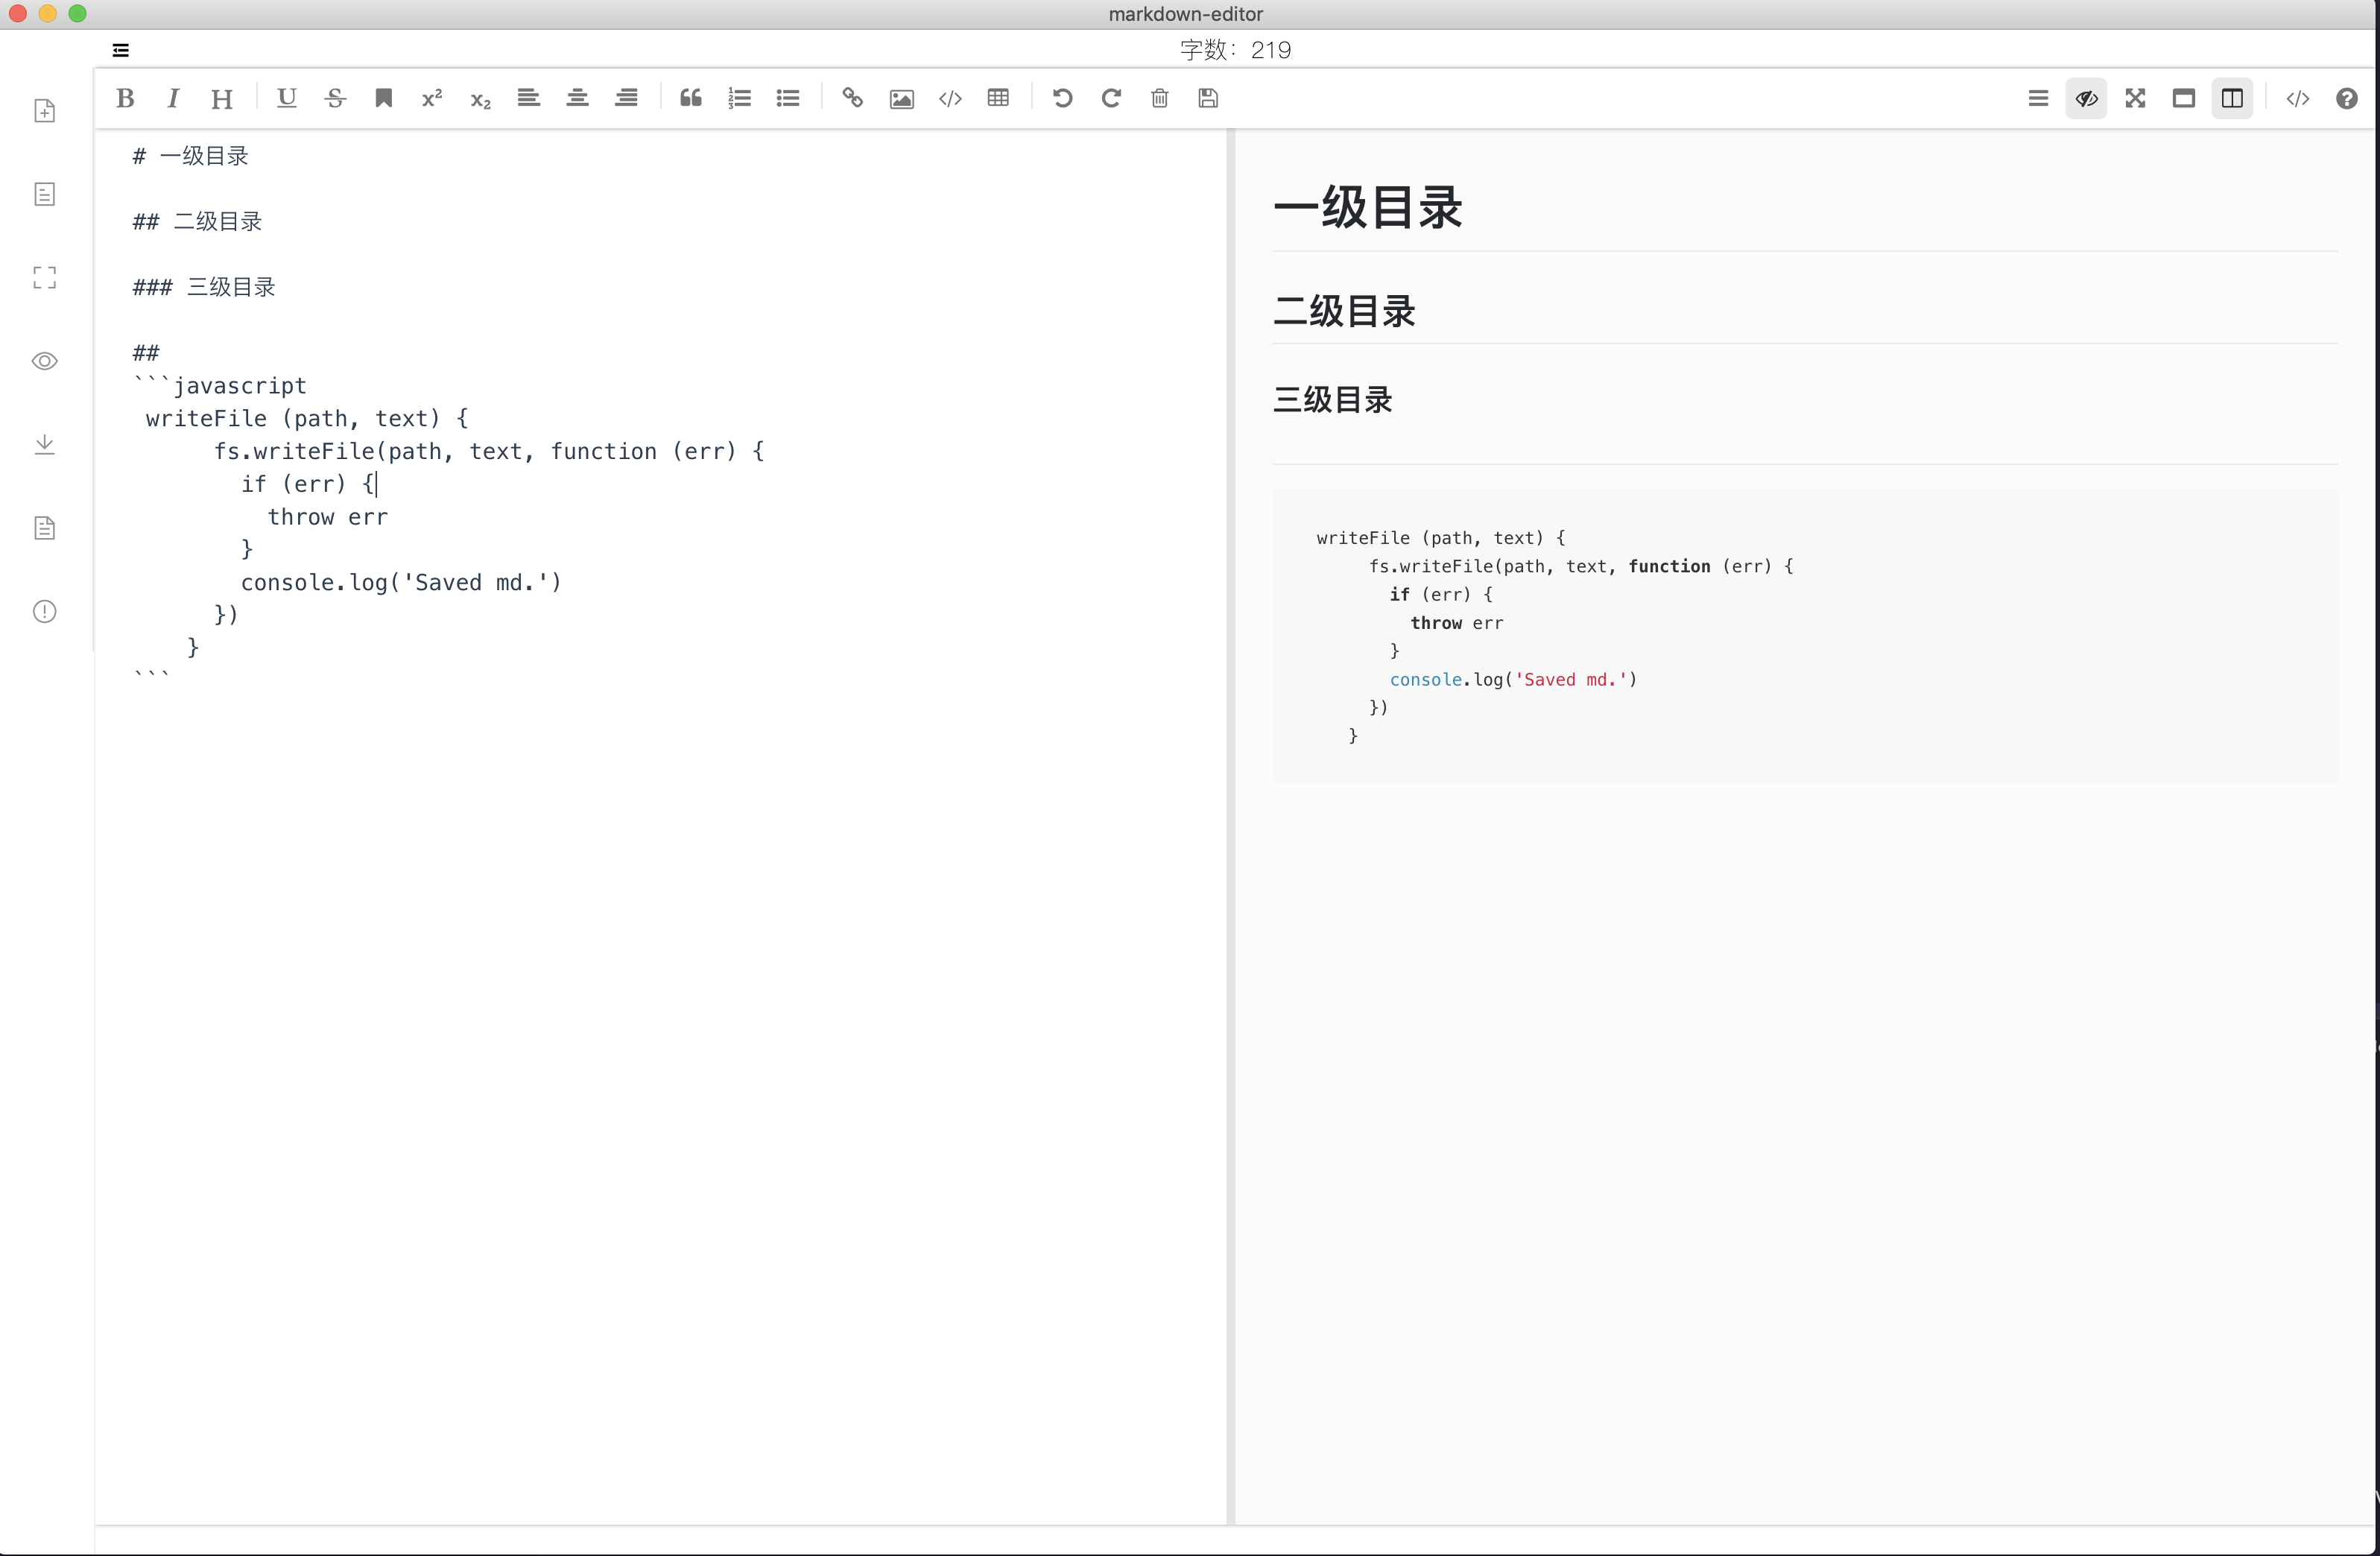 markdown-editor
字数：219
B I H U S x² x₂
# 一级目录
## 二级目录
### 三级目录
##
```javascript
 writeFile (path, text) {
      fs.writeFile(path, text, function (err) {
        if (err) {
          throw err
        }
        console.log('Saved md.')
      })
    }
```
一级目录
二级目录
三级目录
writeFile (path, text) {
     fs.writeFile(path, text, function (err) {
       if (err) {
         throw err
       }
       console.log('Saved md.')
     })
   }